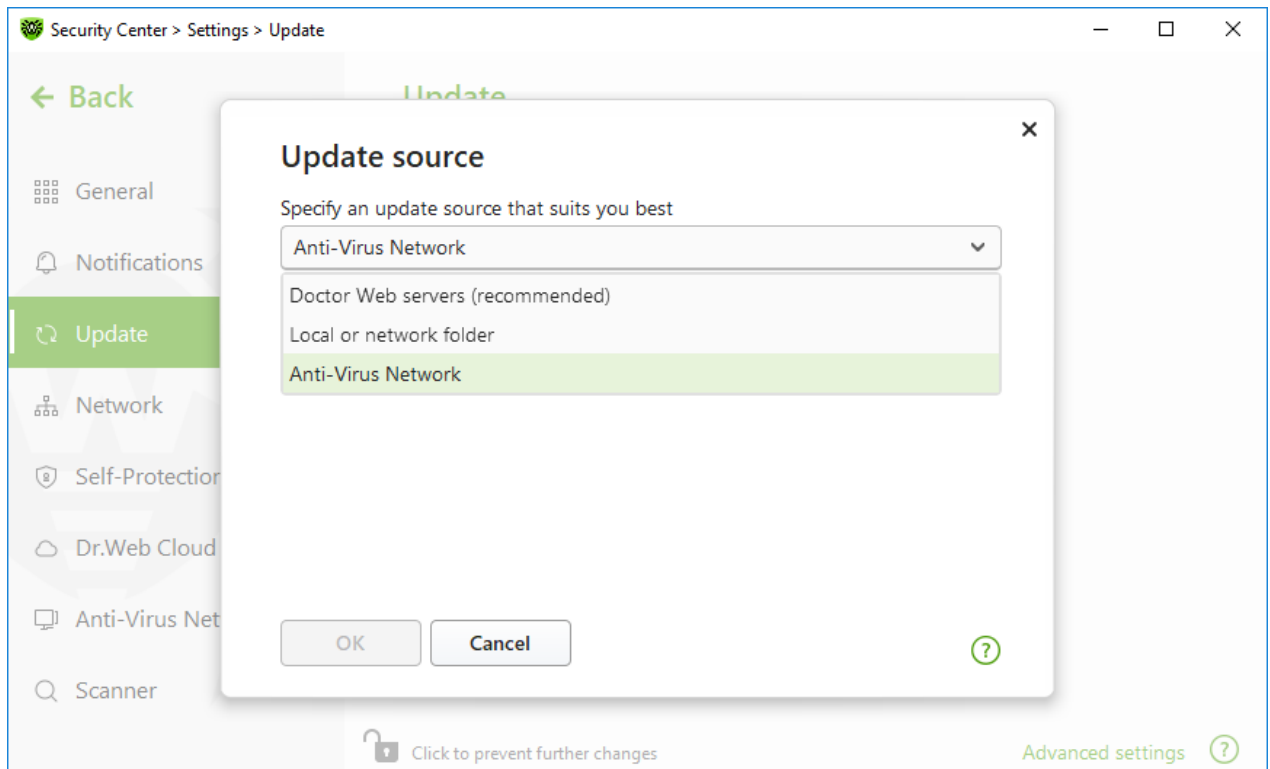 Security Center > Settings > Update
Back
Update
General
Notifications
Update
Network
Self-Protection
Dr.Web Cloud
Anti-Virus Net
Scanner
Update source
Specify an update source that suits you best
Anti-Virus Network
Doctor Web servers (recommended)
Local or network folder
Anti-Virus Network
OK
Cancel
?
Click to prevent further changes
Advanced settings
?